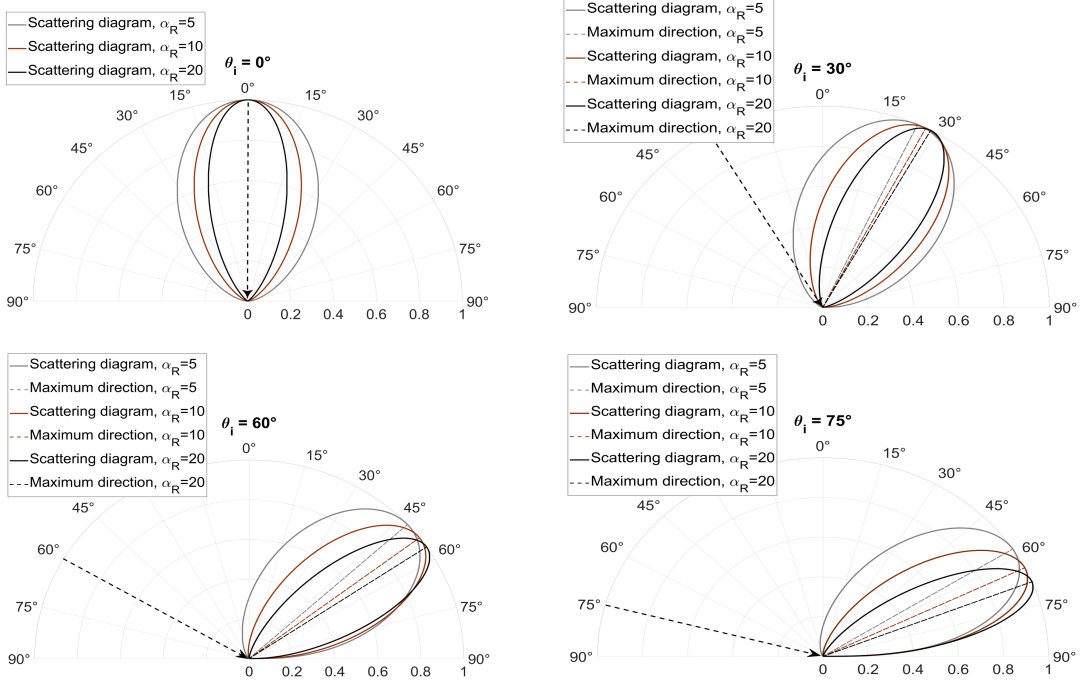 Scattering diagram, α_R=5
Scattering diagram, α_R=10
Scattering diagram, α_R=20
θ_i = 0°
0°
15° 15°
30° 30°
45° 45°
60° 60°
75° 75°
90° 90°
0 0.2 0.4 0.6 0.8 1
Scattering diagram, α_R=5
Maximum direction, α_R=5
Scattering diagram, α_R=10
Maximum direction, α_R=10
Scattering diagram, α_R=20
Maximum direction, α_R=20
θ_i = 30°
0°
15°
30°
45° 45°
60° 60°
75° 75°
90° 90°
0 0.2 0.4 0.6 0.8 1
Scattering diagram, α_R=5
Maximum direction, α_R=5
Scattering diagram, α_R=10
Maximum direction, α_R=10
Scattering diagram, α_R=20
Maximum direction, α_R=20
θ_i = 60°
0°
15°
30°
45° 45°
60° 60°
75° 75°
90° 90°
0 0.2 0.4 0.6 0.8 1
Scattering diagram, α_R=5
Maximum direction, α_R=5
Scattering diagram, α_R=10
Maximum direction, α_R=10
Scattering diagram, α_R=20
Maximum direction, α_R=20
θ_i = 75°
0°
15°
30°
45° 45°
60° 60°
75° 75°
90° 90°
0 0.2 0.4 0.6 0.8 1